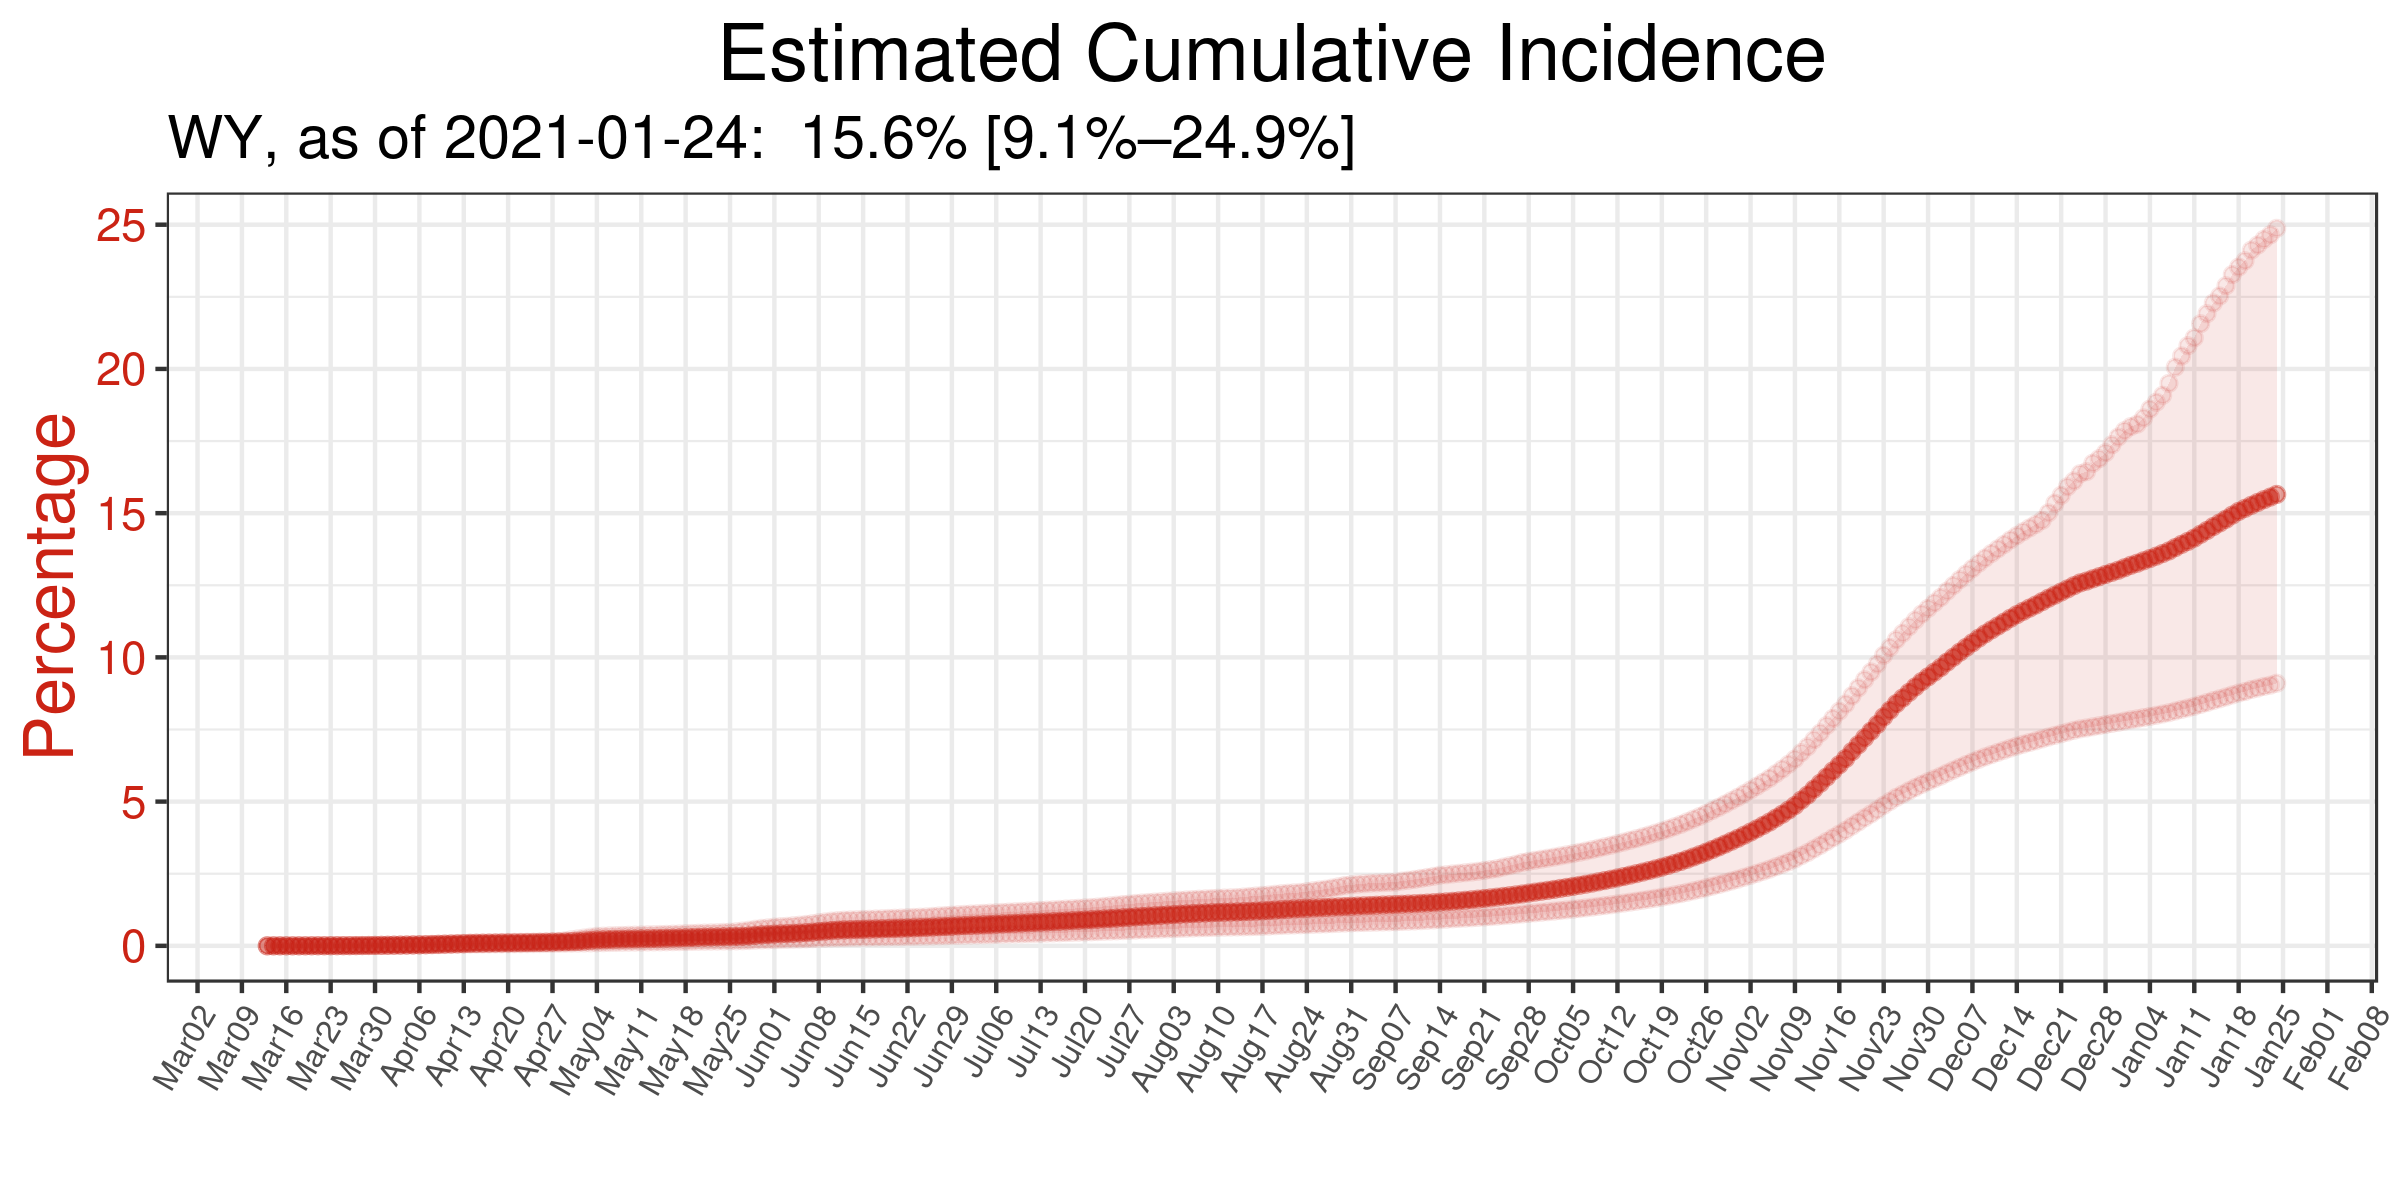 Estimated Cumulative Incidence
WY, as of 2021-01-24:  15.6% [9.1%–24.9%]
Percentage
25
20
15
10
5
0
Mar02
Mar09
Mar16
Mar23
Mar30
Apr06
Apr13
Apr20
Apr27
May04
May11
May18
May25
Jun01
Jun08
Jun15
Jun22
Jun29
Jul06
Jul13
Jul20
Jul27
Aug03
Aug10
Aug17
Aug24
Aug31
Sep07
Sep14
Sep21
Sep28
Oct05
Oct12
Oct19
Oct26
Nov02
Nov09
Nov16
Nov23
Nov30
Dec07
Dec14
Dec21
Dec28
Jan04
Jan11
Jan18
Jan25
Feb01
Feb08